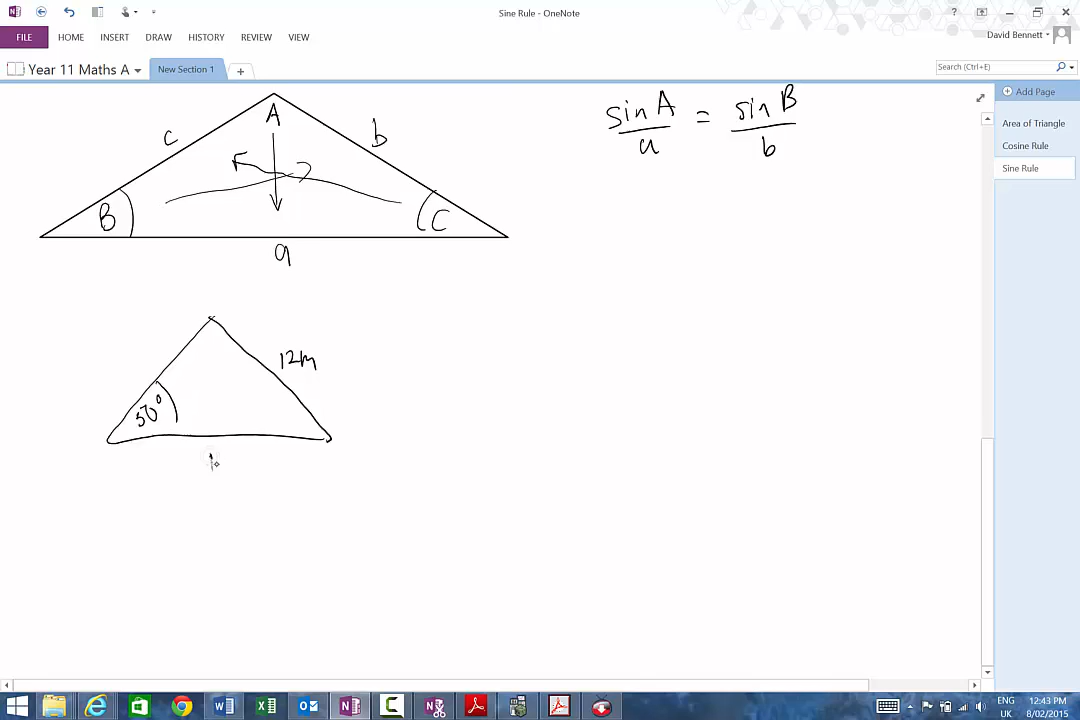 Sine Rule - OneNote
?
FILE HOME INSERT DRAW HISTORY REVIEW VIEW
David Bennett
Year 11 Maths A New Section 1 +
Search (Ctrl+E)
Add Page
Area of Triangle
Cosine Rule
Sine Rule
sin A / a = sin B / b
A
c
b
B
C
a
12m
50°
ENG 12:43 PM
UK 8/02/2015